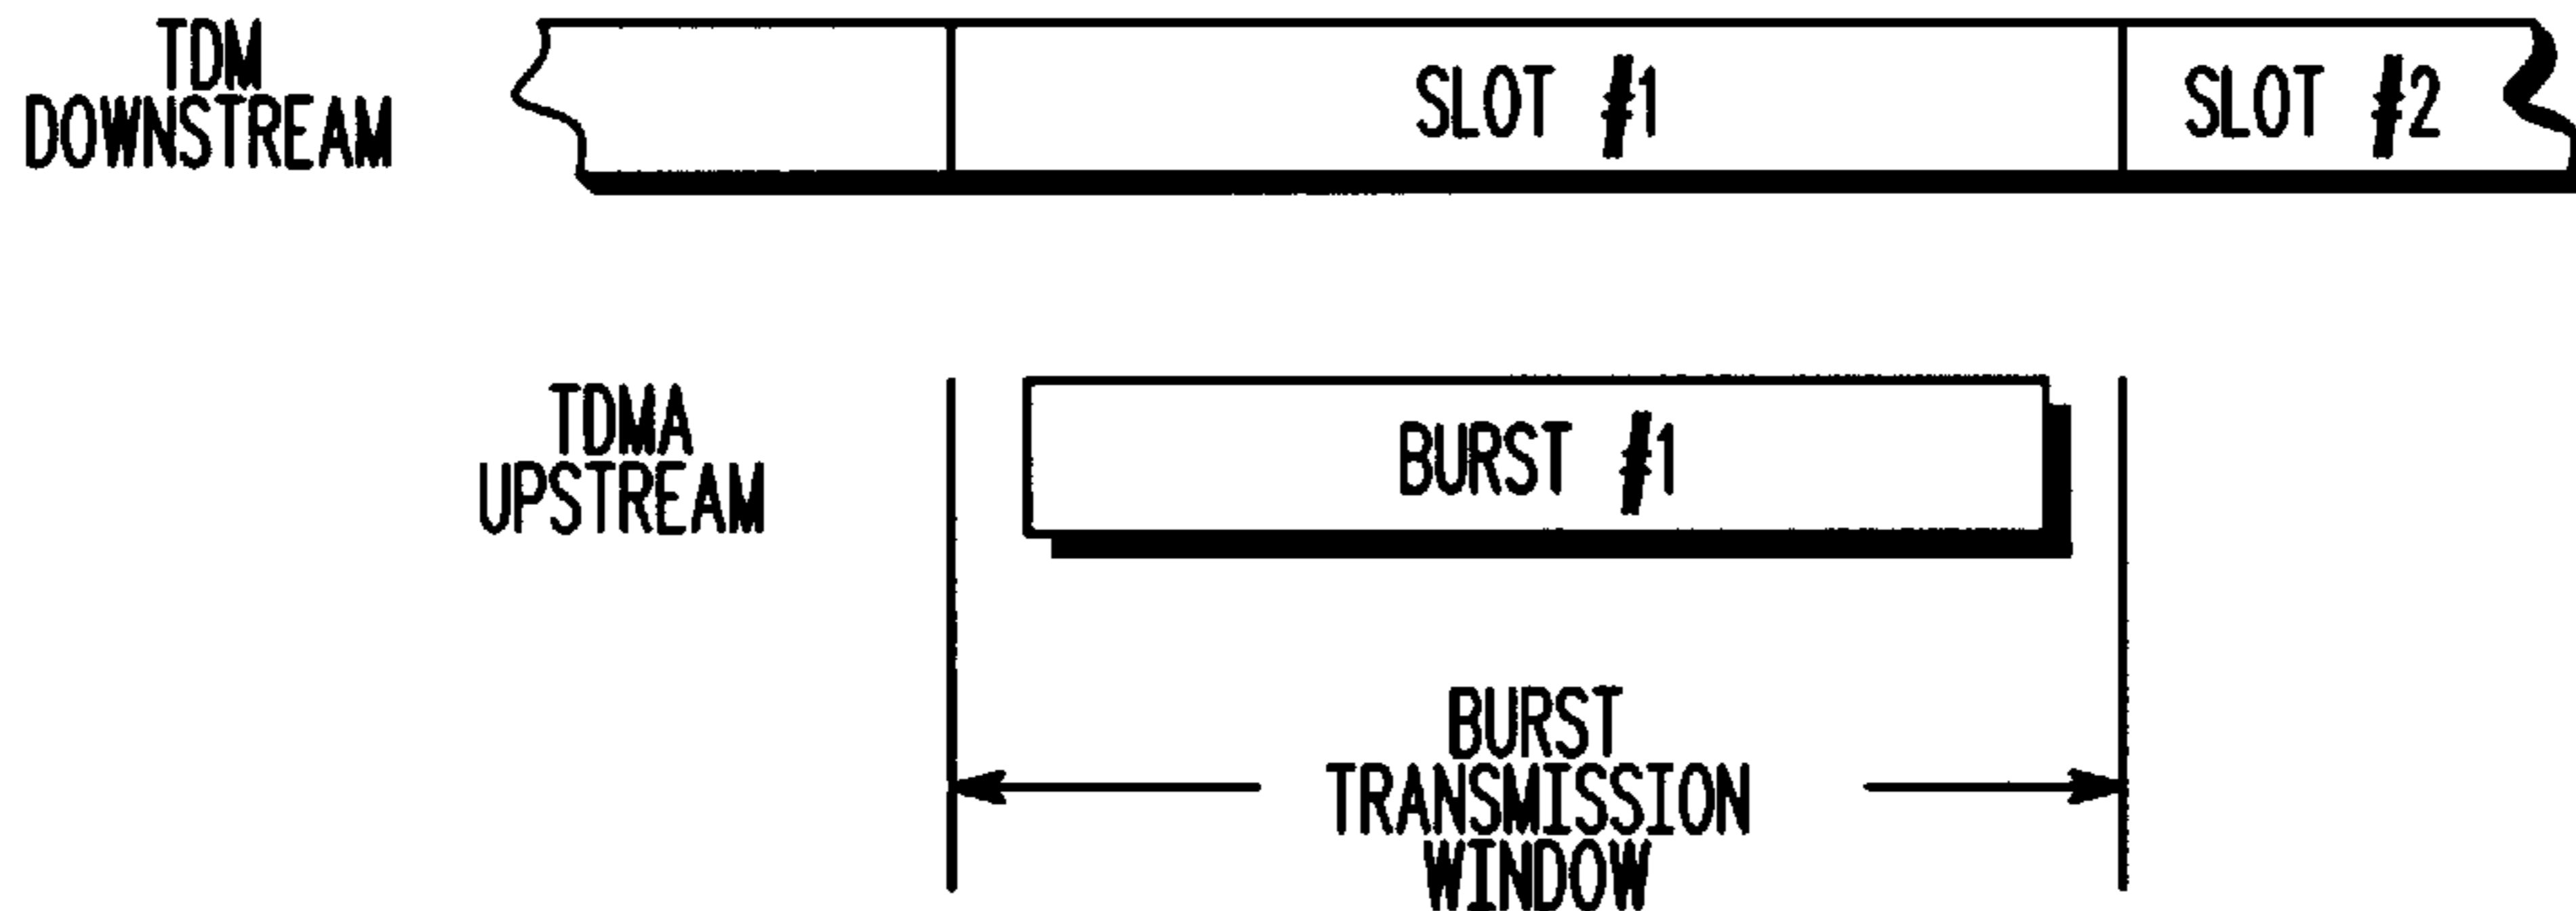 TDM
DOWNSTREAM
SLOT #1
SLOT #2
TDMA
UPSTREAM
BURST #1
BURST
TRANSMISSION
WINDOW